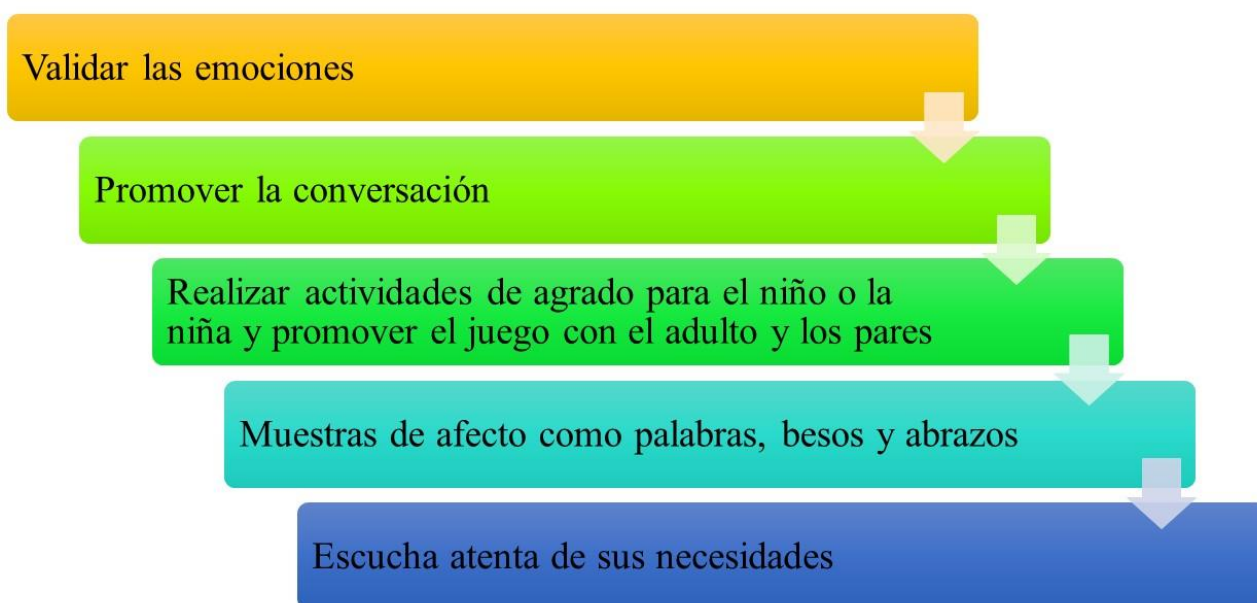 Validar las emociones
Promover la conversación
Realizar actividades de agrado para el niño o la
niña y promover el juego con el adulto y los pares
Muestras de afecto como palabras, besos y abrazos
Escucha atenta de sus necesidades